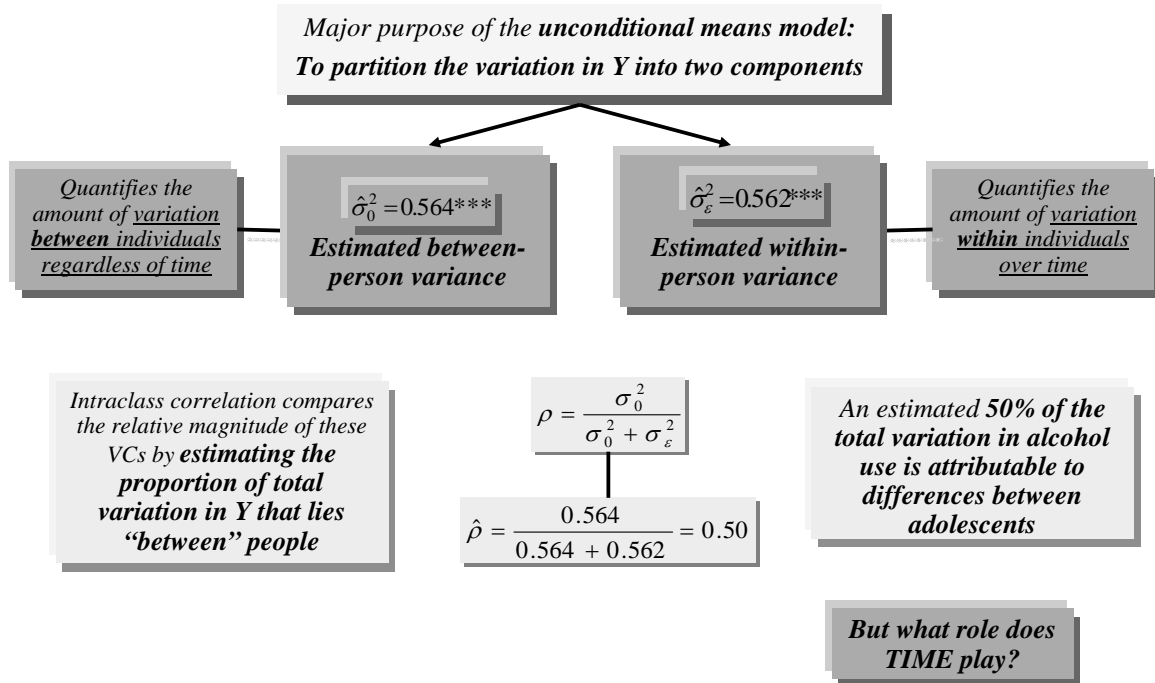 Major purpose of the unconditional means model:
To partition the variation in Y into two components
Quantifies the
amount of variation
between individuals
regardless of time
σ̂₀² = 0.564***
Estimated between-
person variance
σ̂ε² = 0.562***
Estimated within-
person variance
Quantifies the
amount of variation
within individuals
over time
Intraclass correlation compares
the relative magnitude of these
VCs by estimating the
proportion of total
variation in Y that lies
“between” people
ρ = σ₀² / (σ₀² + σε²)
ρ̂ = 0.564 / (0.564 + 0.562) = 0.50
An estimated 50% of the
total variation in alcohol
use is attributable to
differences between
adolescents
But what role does
TIME play?